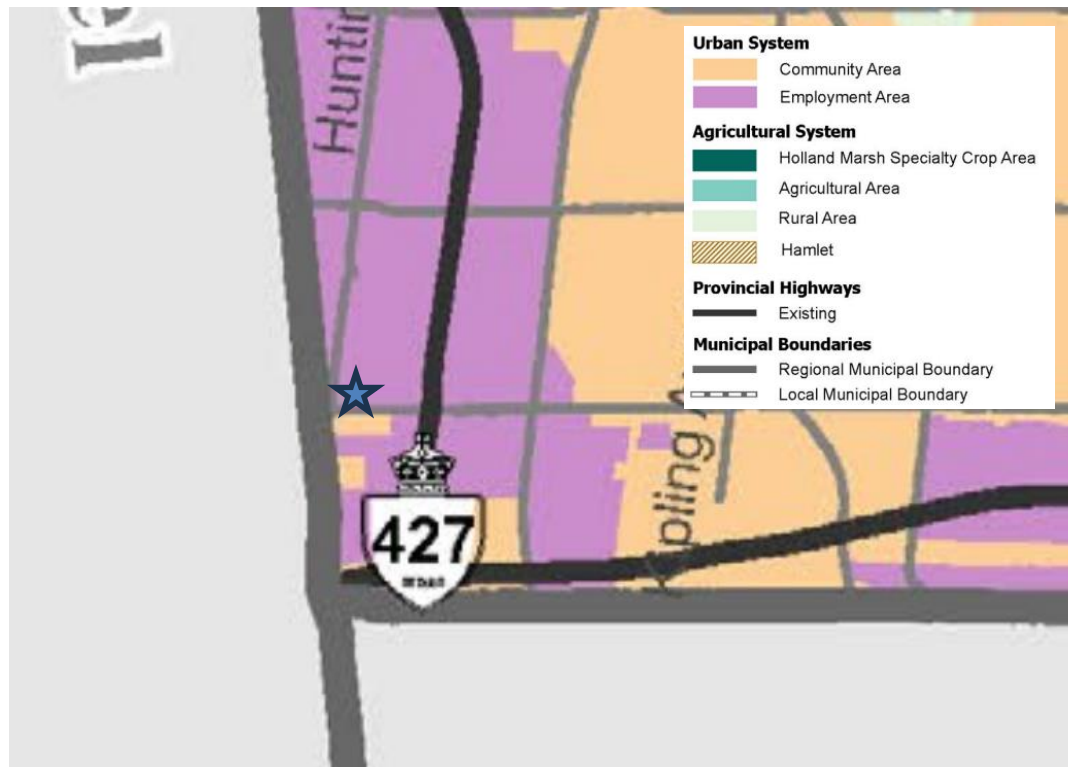 el
Huntin
Urban System
Community Area
Employment Area
Agricultural System
Holland Marsh Specialty Crop Area
Agricultural Area
Rural Area
Hamlet
Provincial Highways
Existing
Municipal Boundaries
Regional Municipal Boundary
Local Municipal Boundary
pling
427